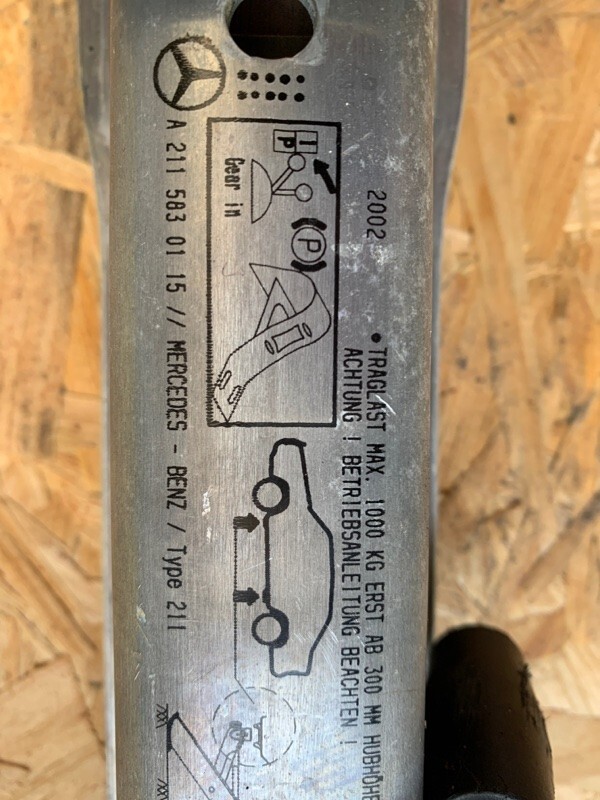 2002
• TRAGLAST MAX. 1000 KG ERST AB 300 MM HUBHÖHE
ACHTUNG ! BETRIEBSANLEITUNG BEACHTEN !
I
P
(P)
Gear in
A 211 583 01 15 // MERCEDES - BENZ / Type 211